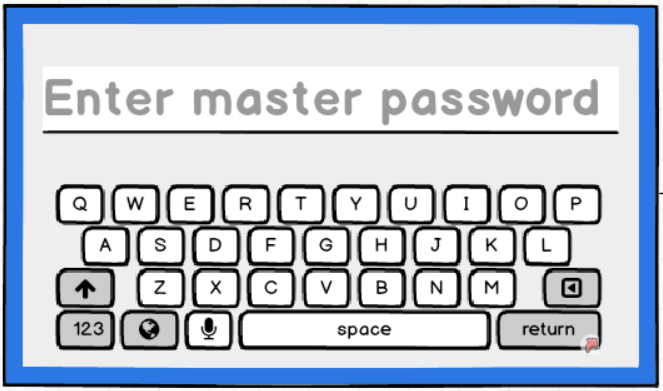 Enter master password
Q W E R T Y U I O P
A S D F G H J K L
Z X C V B N M
123 space return